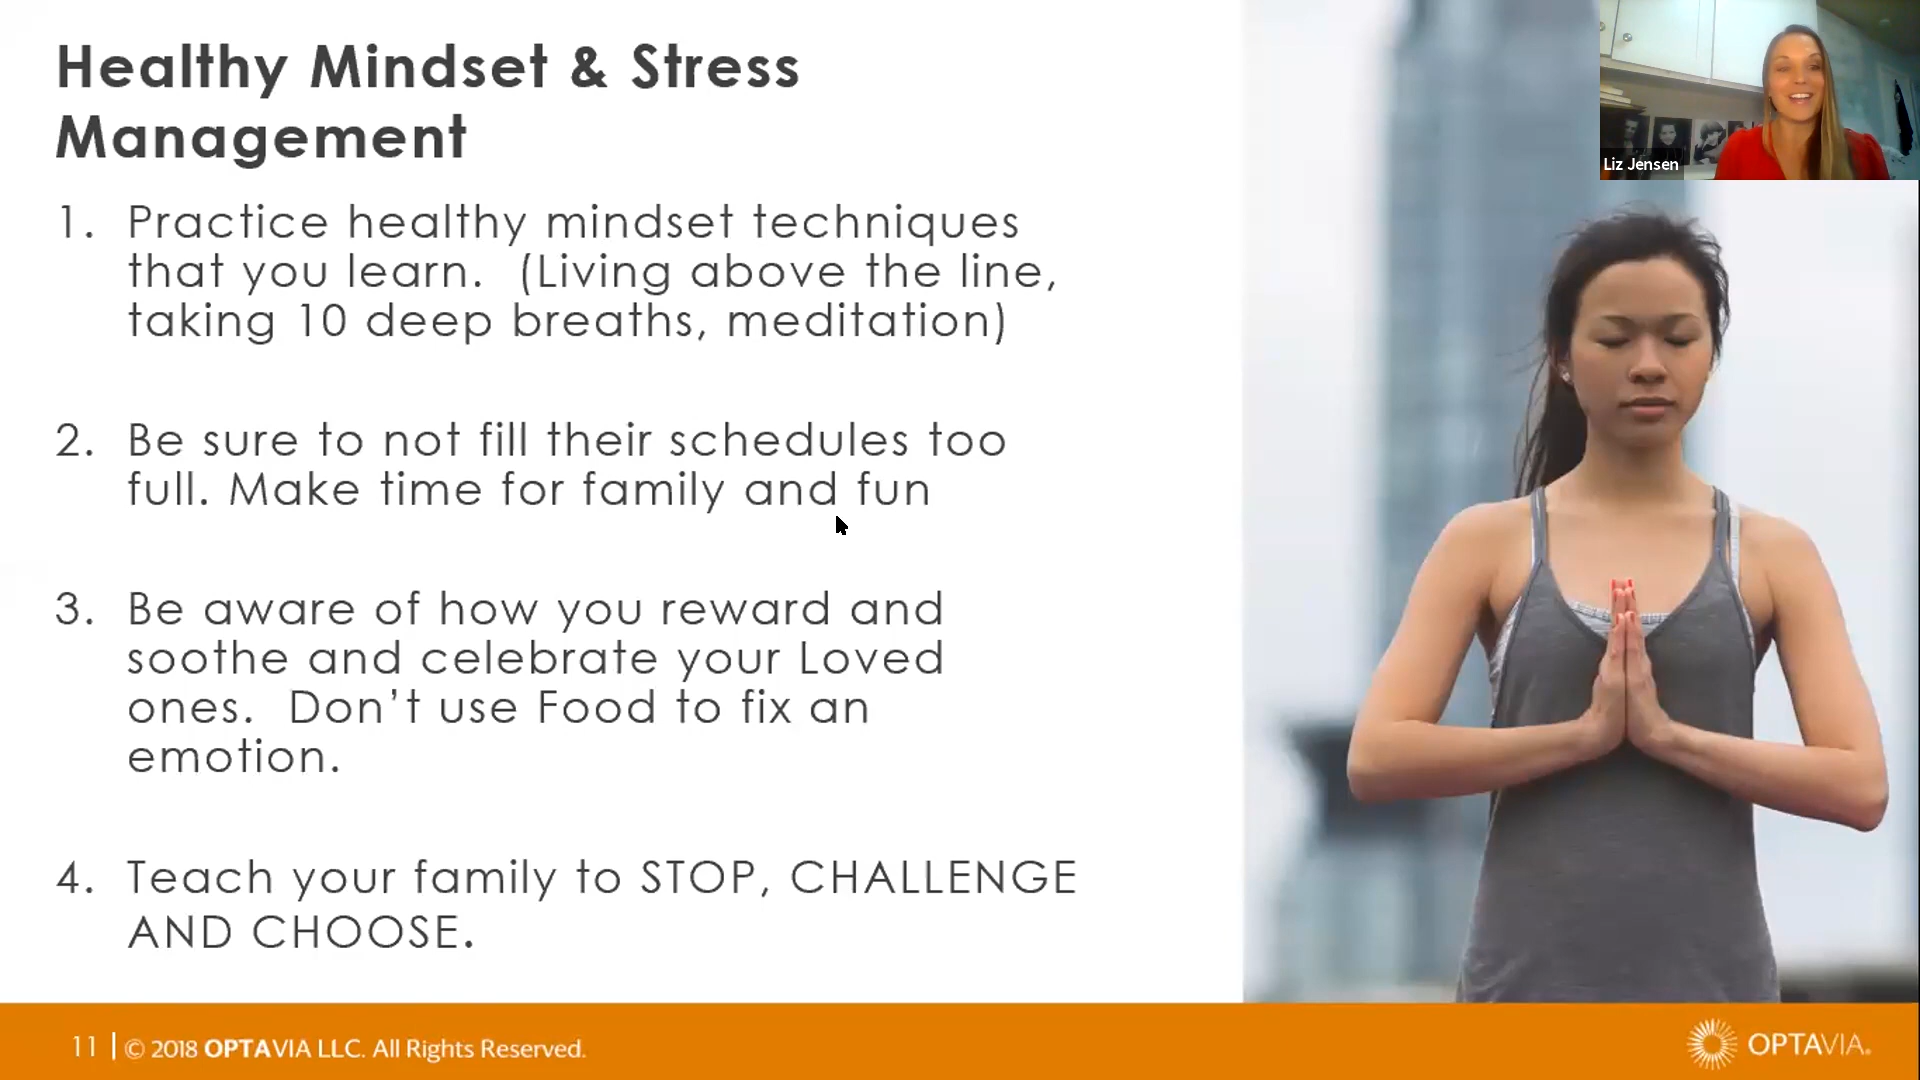 Healthy Mindset & Stress
Management
1. Practice healthy mindset techniques
that you learn.  (Living above the line,
taking 10 deep breaths, meditation)
2. Be sure to not fill their schedules too
full. Make time for family and fun
3. Be aware of how you reward and
soothe and celebrate your Loved
ones.  Don’t use Food to fix an
emotion.
4. Teach your family to STOP, CHALLENGE
AND CHOOSE.
Liz Jensen
11 | © 2018 OPTAVIA LLC. All Rights Reserved.
OPTAVIA®